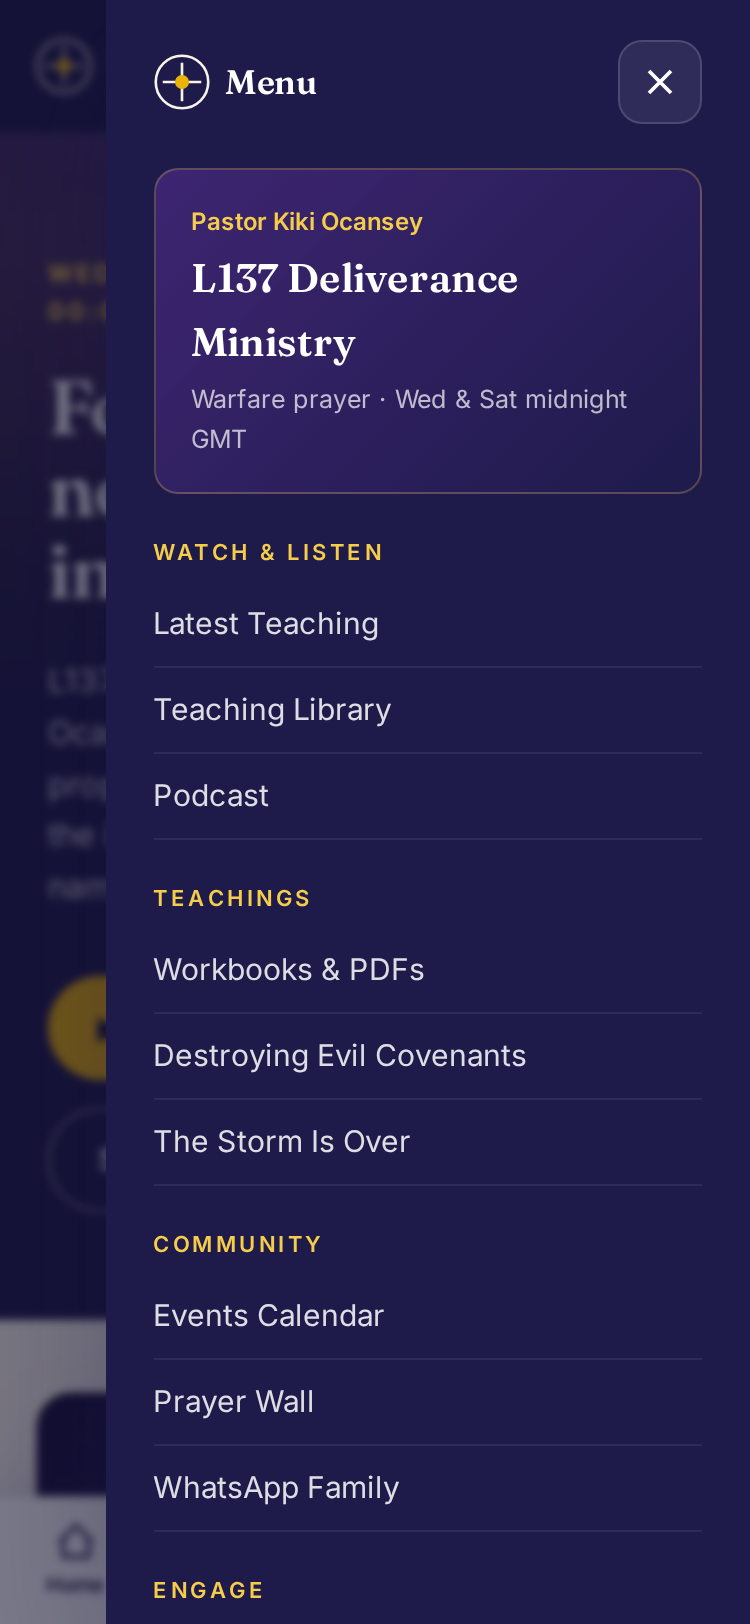 Menu
Pastor Kiki Ocansey
L137 Deliverance
Ministry
Warfare prayer · Wed & Sat midnight
GMT
WATCH & LISTEN
Latest Teaching
Teaching Library
Podcast
TEACHINGS
Workbooks & PDFs
Destroying Evil Covenants
The Storm Is Over
COMMUNITY
Events Calendar
Prayer Wall
WhatsApp Family
ENGAGE
Home